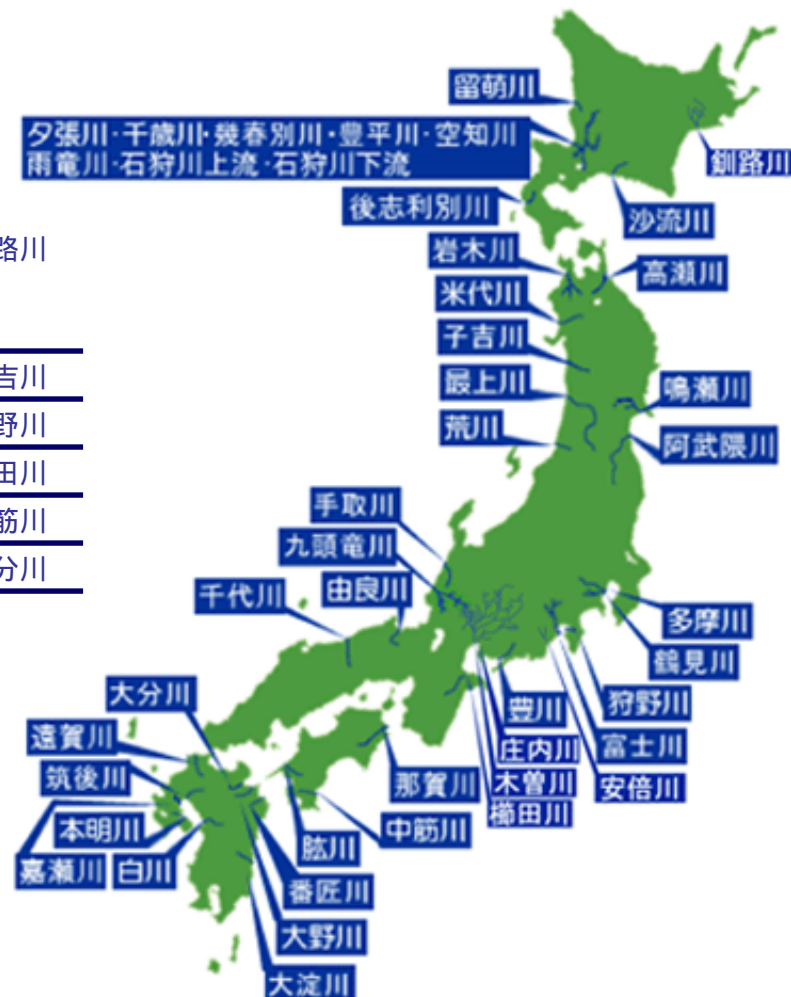 留萌川
夕張川・千歳川・幾春別川・豊平川・空知川
雨竜川・石狩川上流・石狩川下流
釧路川
後志利別川
沙流川
路川
岩木川
高瀬川
米代川
子吉川
吉川
最上川
鳴瀬川
野川
荒川
阿武隈川
田川
手取川
筋川
九頭竜川
分川
千代川
由良川
多摩川
鶴見川
大分川
豊川
狩野川
遠賀川
庄内川
富士川
筑後川
那賀川
木曽川
安倍川
櫛田川
本明川
肱川
中筋川
嘉瀬川
白川
番匠川
大野川
大淀川